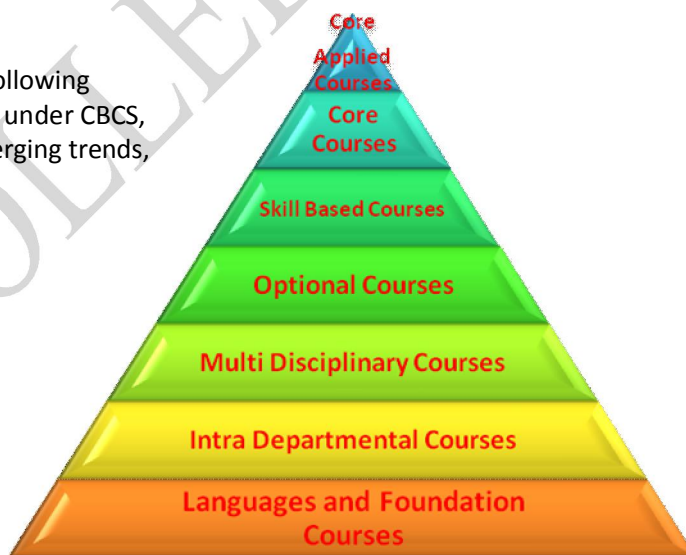 ollowing
under CBCS,
erging trends,
Core
Applied
Courses
Core
Courses
Skill Based Courses
Optional Courses
Multi Disciplinary Courses
Intra Departmental Courses
Languages and Foundation
Courses